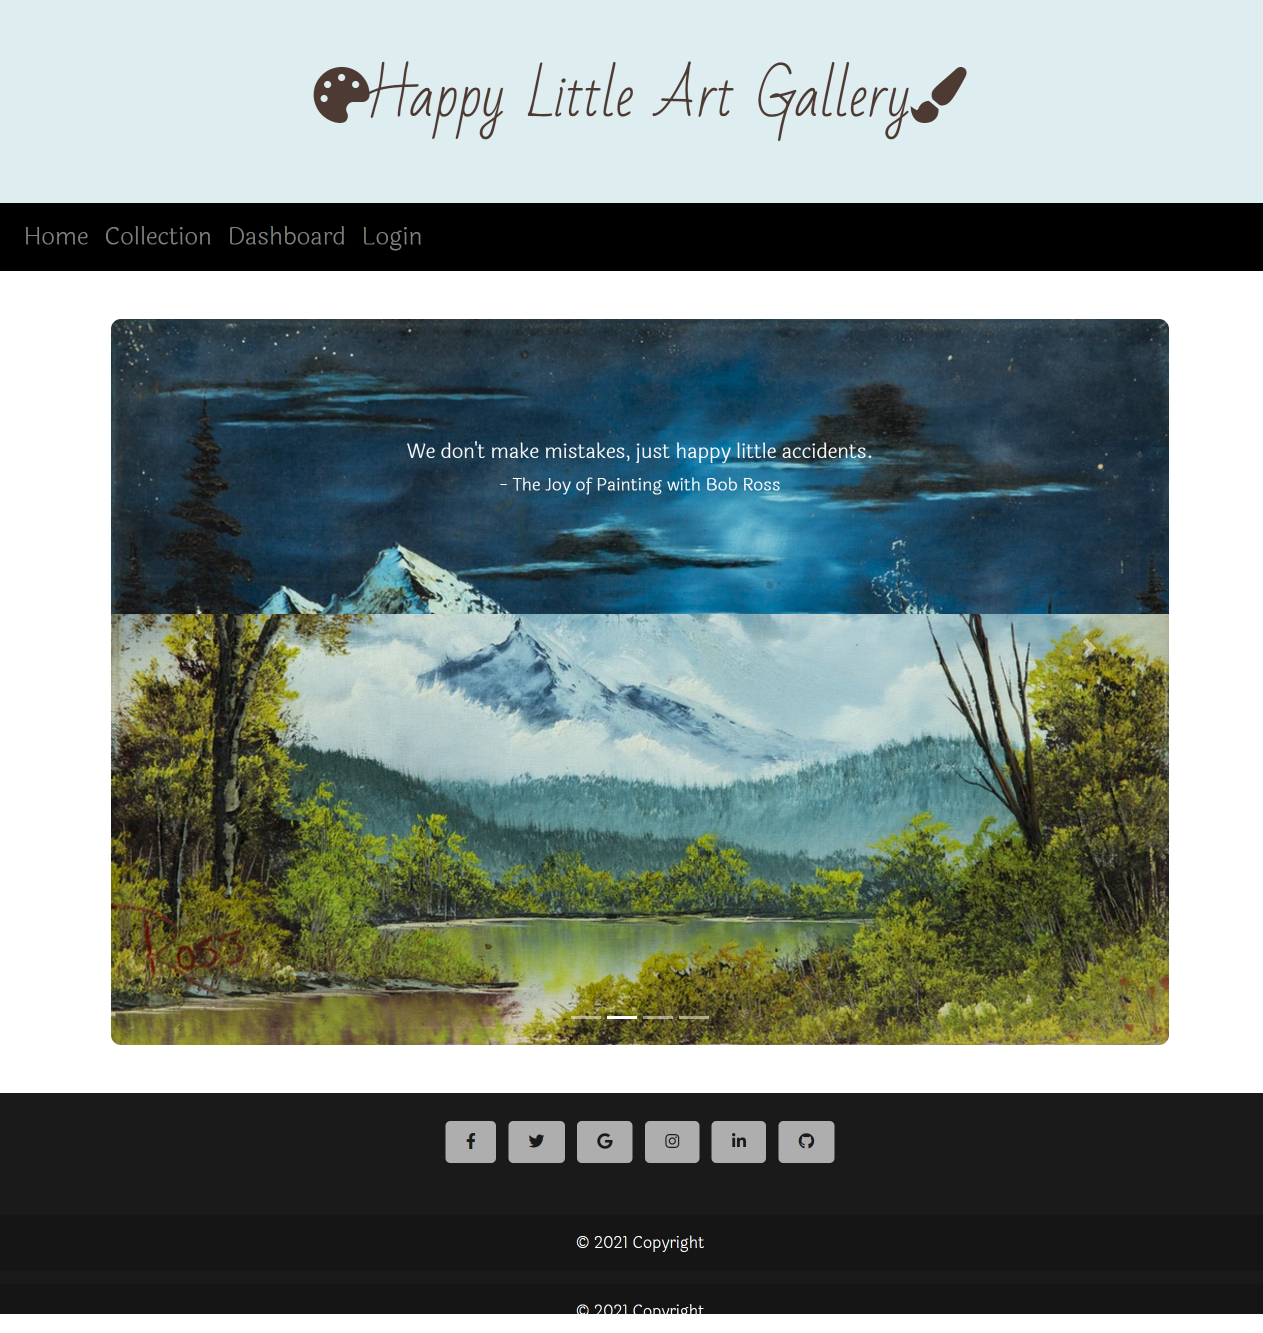 Happy Little Art Gallery
Home Collection Dashboard Login
We don't make mistakes, just happy little accidents.
- The Joy of Painting with Bob Ross
Ross
© 2021 Copyright
© 2021 Copyright